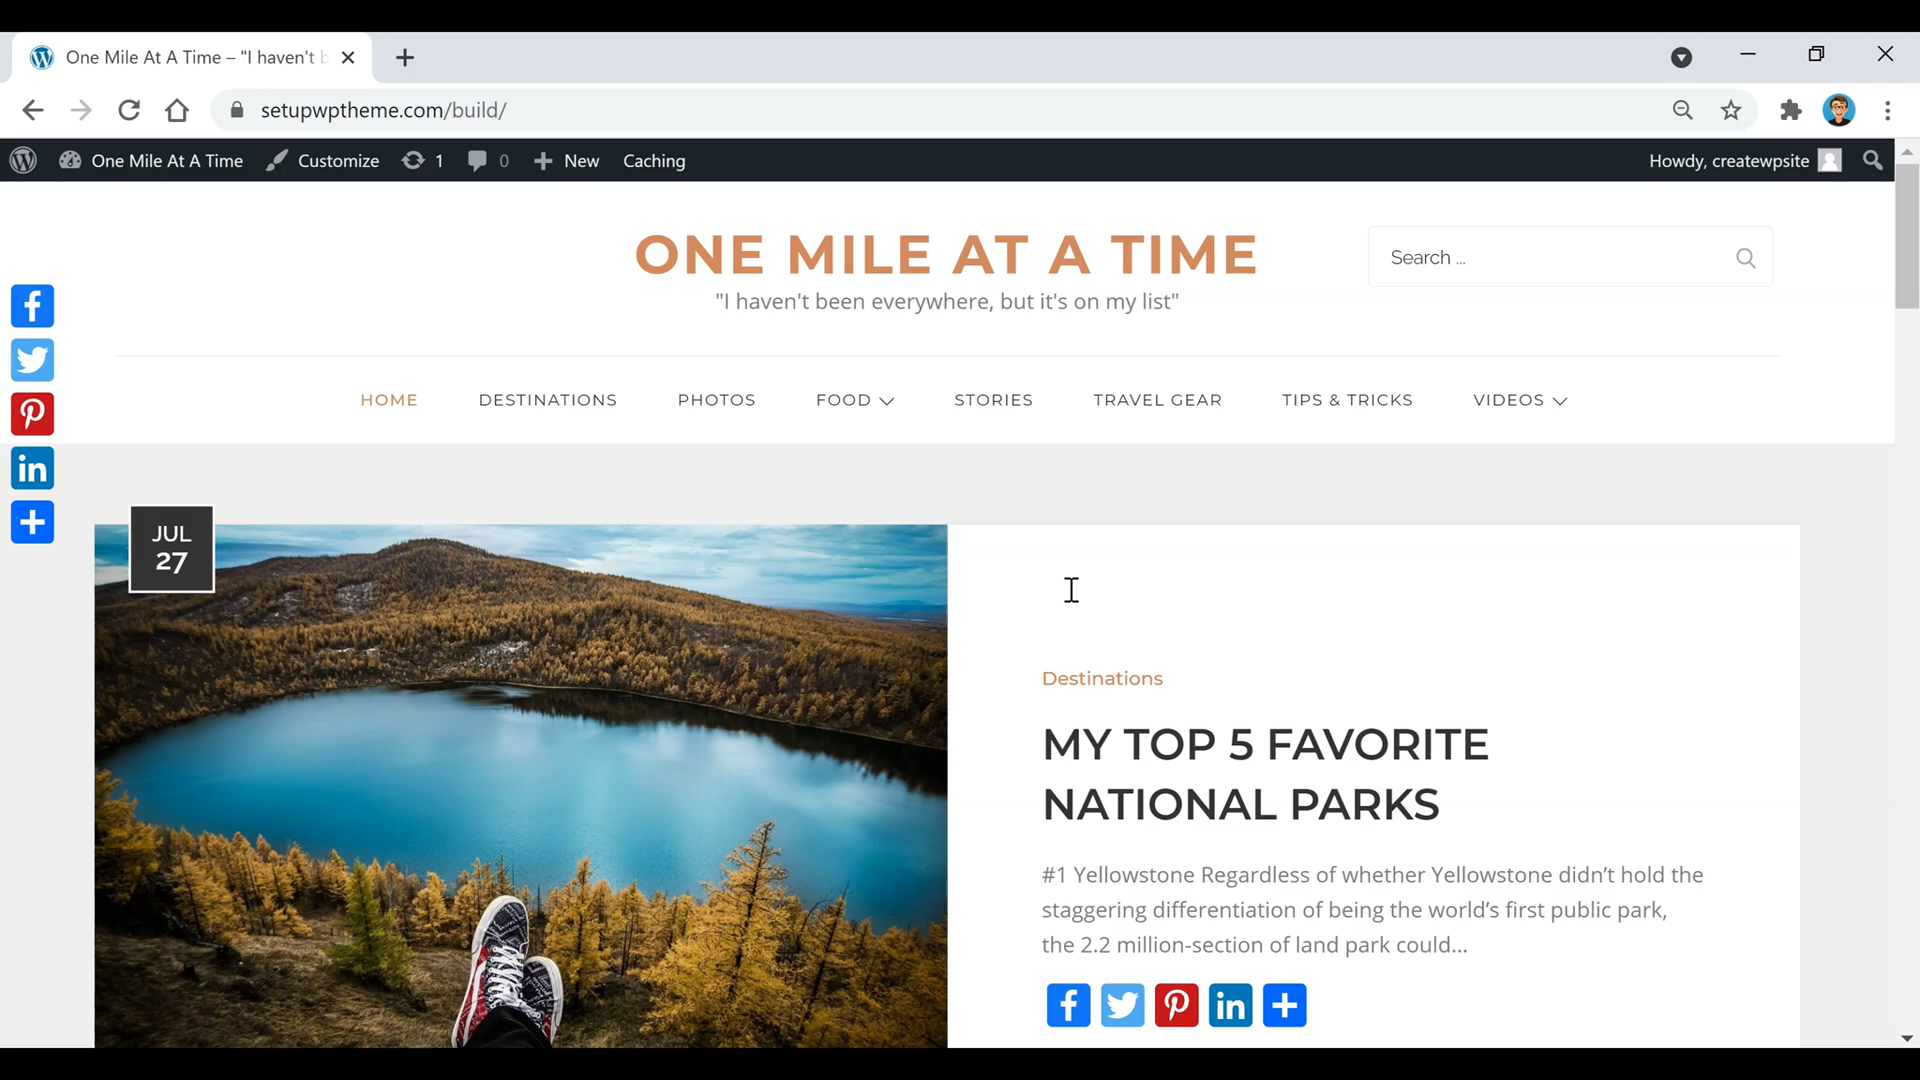 One Mile At A Time – "I haven't b
setupwptheme.com/build/
One Mile At A Time Customize 1 0 New Caching Howdy, createwpsite
ONE MILE AT A TIME
Search ...
"I haven't been everywhere, but it's on my list"
HOME DESTINATIONS PHOTOS FOOD STORIES TRAVEL GEAR TIPS & TRICKS VIDEOS
JUL
27
Destinations
MY TOP 5 FAVORITE
NATIONAL PARKS
#1 Yellowstone Regardless of whether Yellowstone didn’t hold the
staggering differentiation of being the world’s first public park,
the 2.2 million-section of land park could...